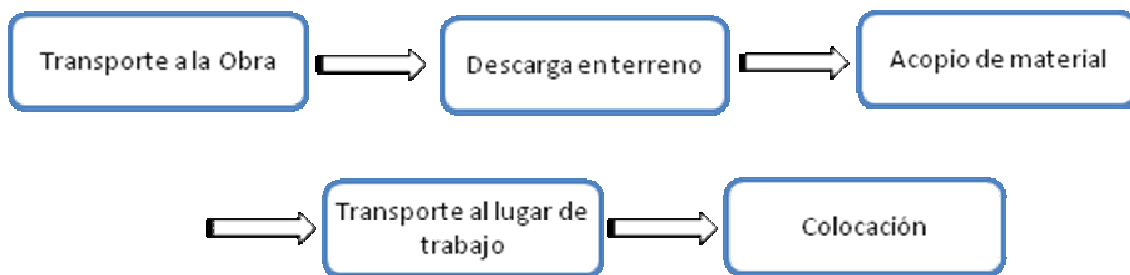 Transporte a la Obra
Descarga en terreno
Acopio de material
Transporte al lugar de
trabajo
Colocación